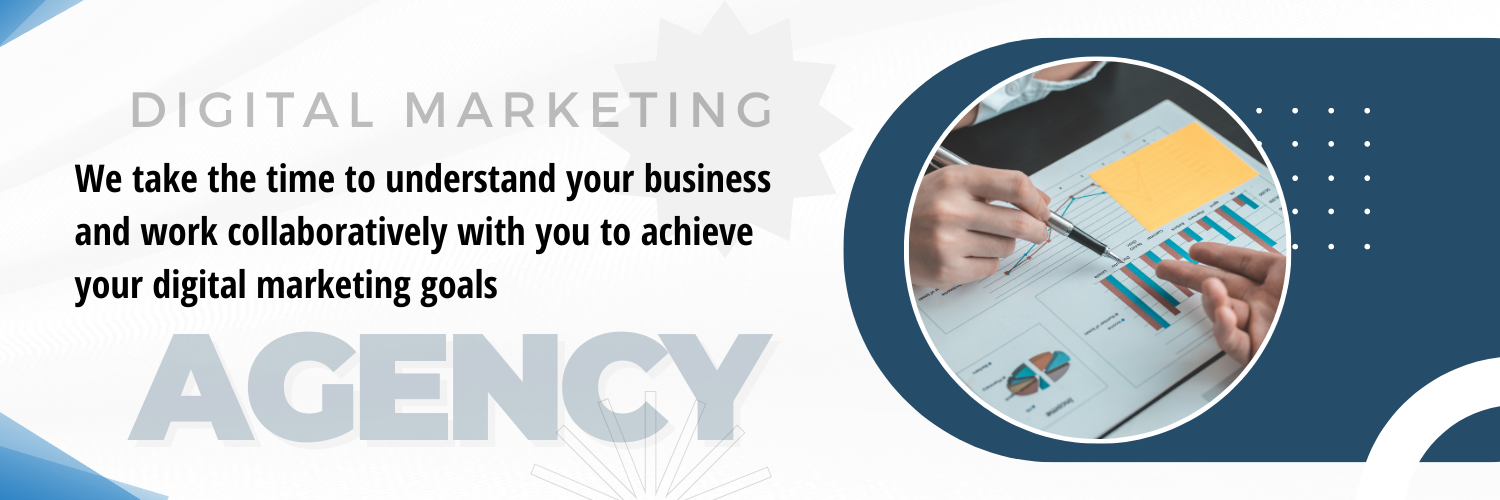 DIGITAL MARKETING
We take the time to understand your business
and work collaboratively with you to achieve
your digital marketing goals
AGENCY
Income